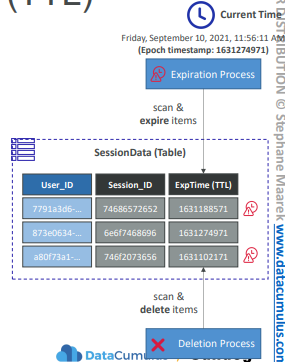 (TTL)
Current Time
Friday, September 10, 2021, 11:56:11 AM
(Epoch timestamp: 1631274971)
Expiration Process
scan &
expire items
SessionData (Table)
User_ID Session_ID ExpTime (TTL)
7791a3d6-... 74686572652 1631188571
873e0634-... 6e6f7468696 1631274971
a80f73a1-... 746f2073656 1631102171
scan &
delete items
Deletion Process
DataCumul
DISTRIBUTION © Stephane Maarek www.datacumulus.com